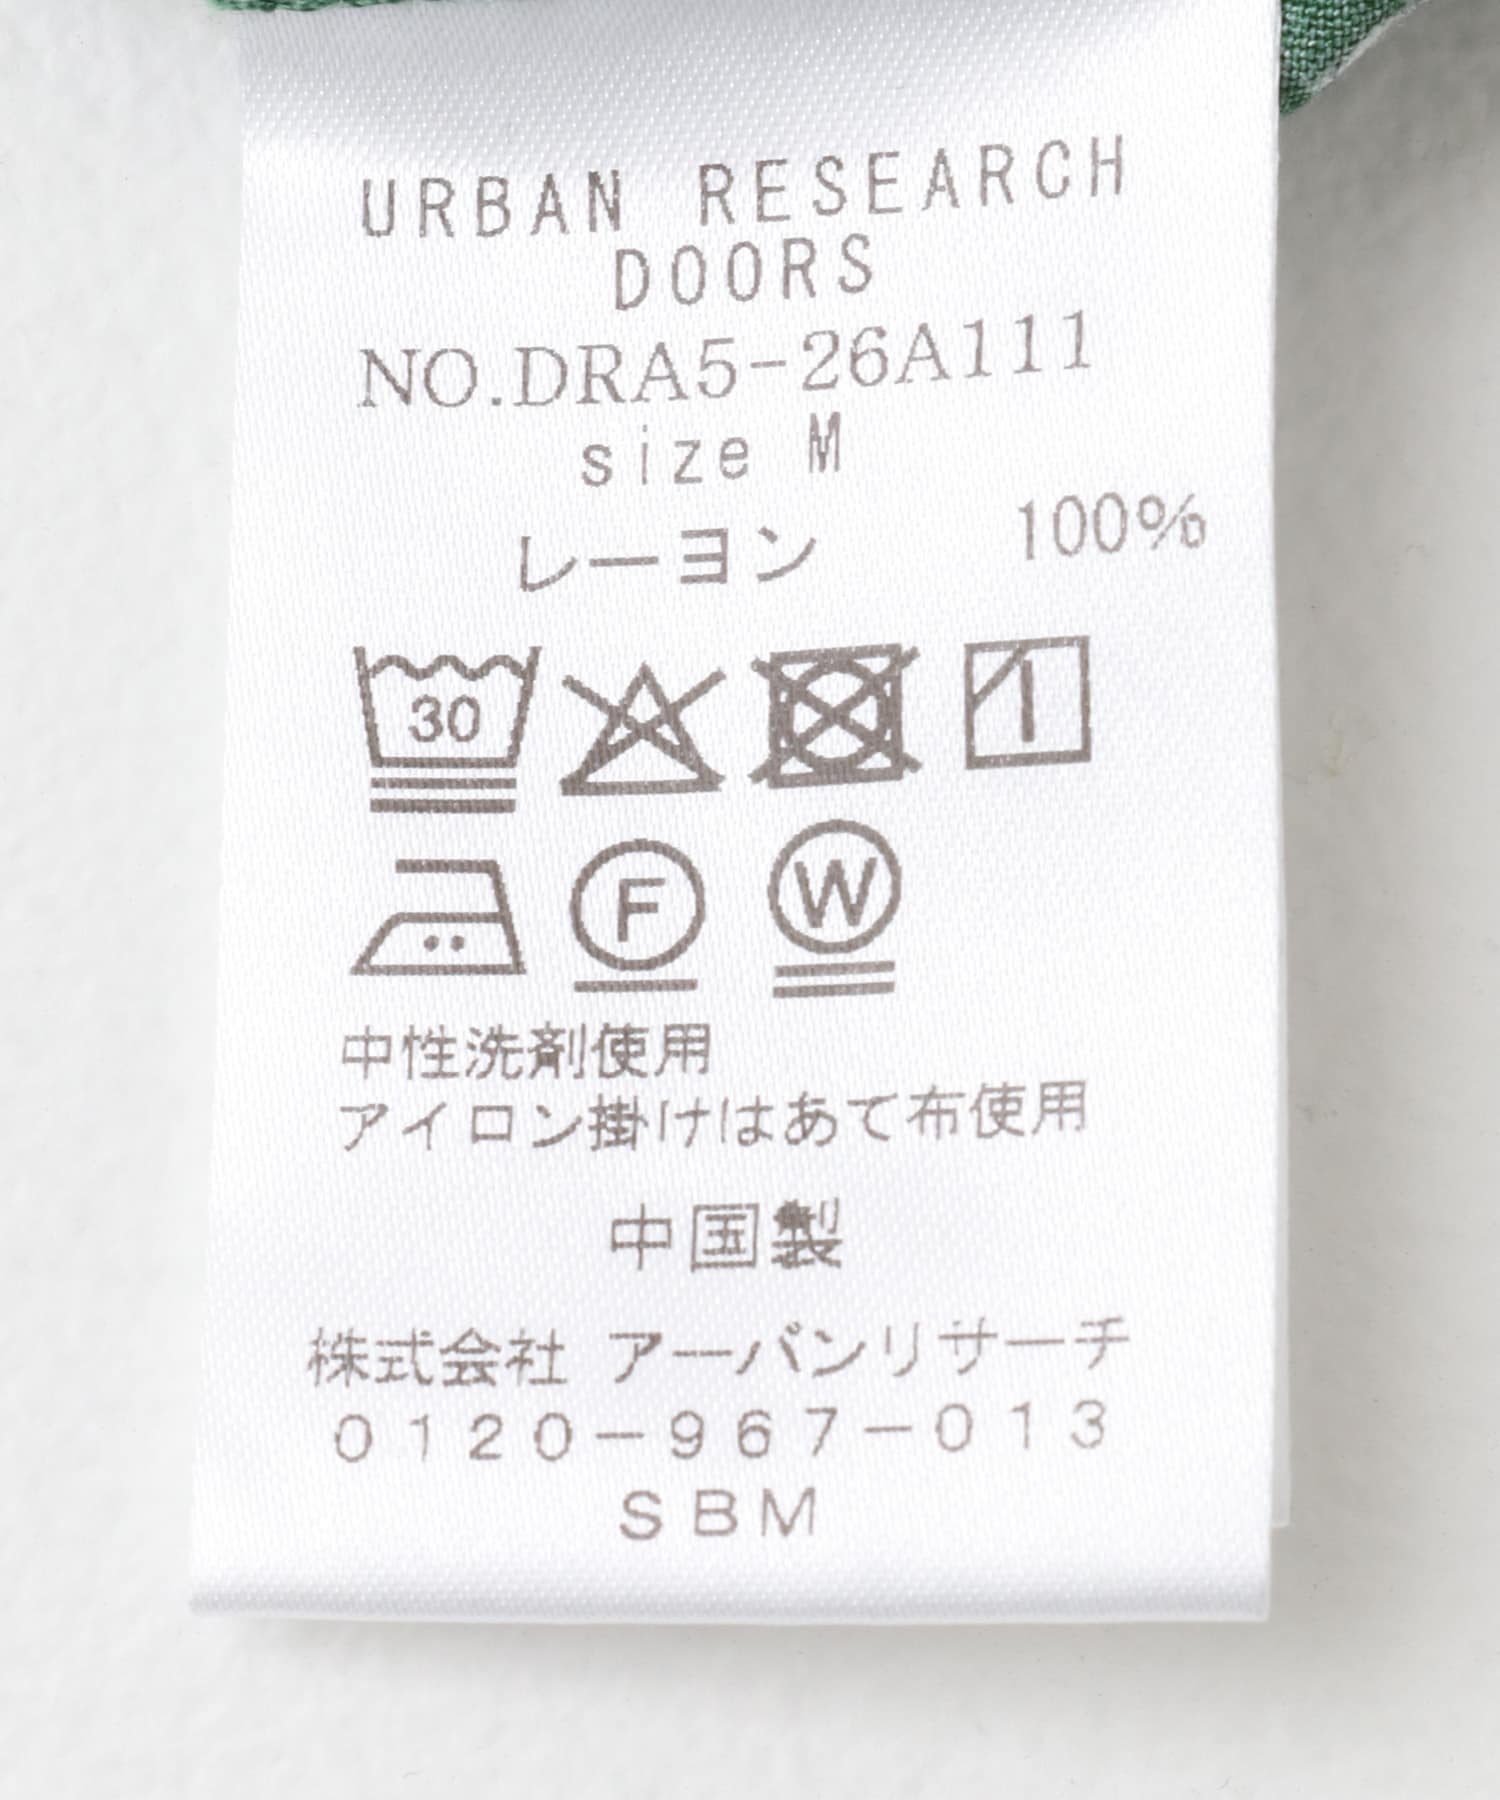 URBAN RESEARCH
DOORS
NO.DRA5-26A111
size M
レーヨン 100%
30
F W
中性洗剤使用
アイロン掛けはあて布使用
中国製
株式会社 アーバンリサーチ
0120-967-013
SBM